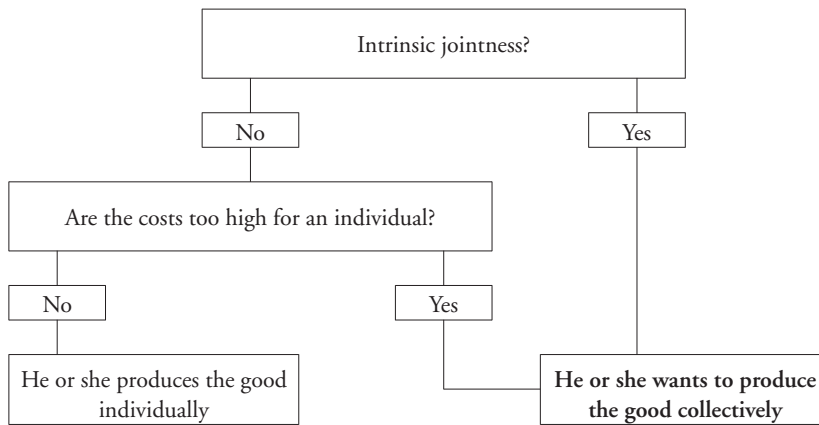 Intrinsic jointness?
No
Yes
Are the costs too high for an individual?
No
Yes
He or she produces the good
individually
He or she wants to produce
the good collectively